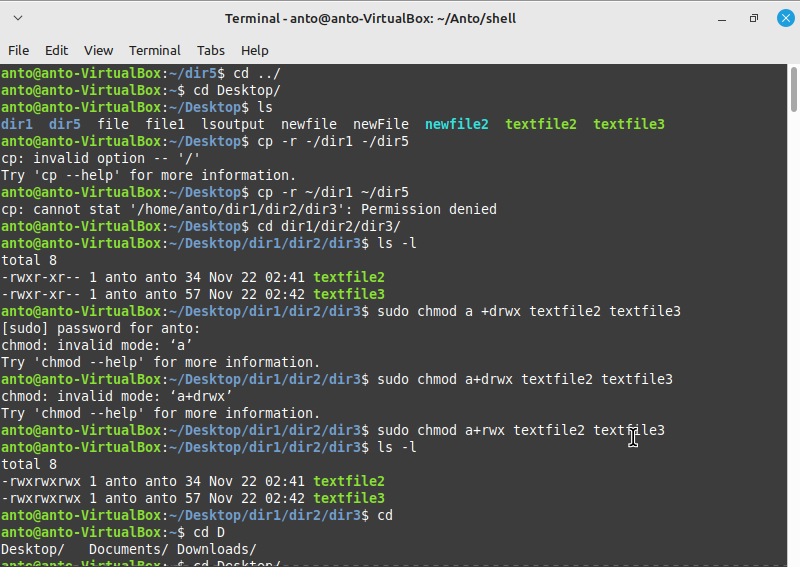 Terminal - anto@anto-VirtualBox: ~/Anto/shell
File Edit View Terminal Tabs Help
anto@anto-VirtualBox:~/dir5$ cd ../
anto@anto-VirtualBox:~$ cd Desktop/
anto@anto-VirtualBox:~/Desktop$ ls
dir1 dir5 file file1 lsoutput newfile newFile newfile2 textfile2 textfile3
anto@anto-VirtualBox:~/Desktop$ cp -r -/dir1 -/dir5
cp: invalid option -- '/'
Try 'cp --help' for more information.
anto@anto-VirtualBox:~/Desktop$ cp -r ~/dir1 ~/dir5
cp: cannot stat '/home/anto/dir1/dir2/dir3': Permission denied
anto@anto-VirtualBox:~/Desktop$ cd dir1/dir2/dir3/
anto@anto-VirtualBox:~/Desktop/dir1/dir2/dir3$ ls -l
total 8
-rwxr-xr-- 1 anto anto 34 Nov 22 02:41 textfile2
-rwxr-xr-- 1 anto anto 57 Nov 22 02:42 textfile3
anto@anto-VirtualBox:~/Desktop/dir1/dir2/dir3$ sudo chmod a +drwx textfile2 textfile3
[sudo] password for anto:
chmod: invalid mode: ‘a’
Try 'chmod --help' for more information.
anto@anto-VirtualBox:~/Desktop/dir1/dir2/dir3$ sudo chmod a+drwx textfile2 textfile3
chmod: invalid mode: ‘a+drwx’
Try 'chmod --help' for more information.
anto@anto-VirtualBox:~/Desktop/dir1/dir2/dir3$ sudo chmod a+rwx textfile2 textfile3
anto@anto-VirtualBox:~/Desktop/dir1/dir2/dir3$ ls -l
total 8
-rwxrwxrwx 1 anto anto 34 Nov 22 02:41 textfile2
-rwxrwxrwx 1 anto anto 57 Nov 22 02:42 textfile3
anto@anto-VirtualBox:~/Desktop/dir1/dir2/dir3$ cd
anto@anto-VirtualBox:~$ cd D
Desktop/ Documents/ Downloads/
anto@anto-VirtualBox:~$ cd Desktop/